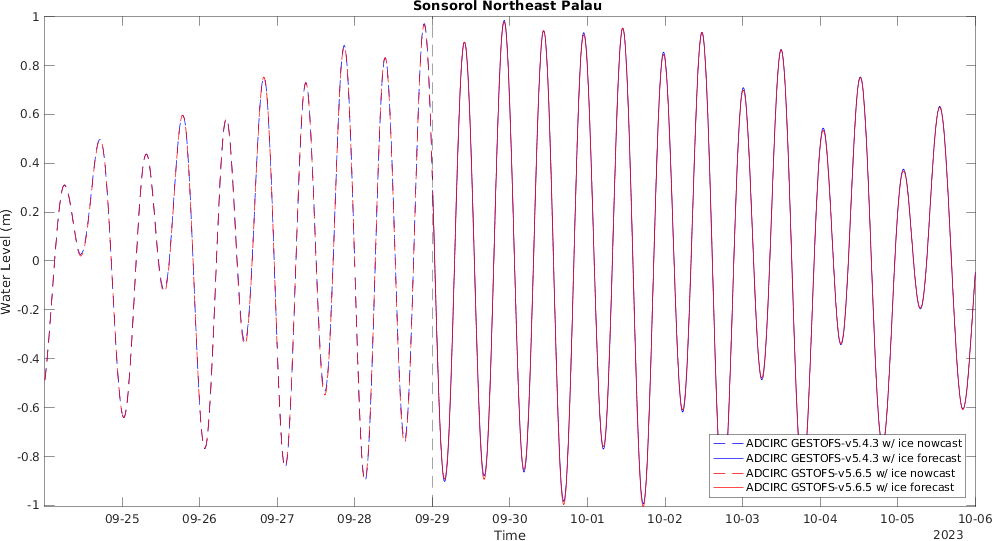 Sonsorol Northeast Palau
Water Level (m)
1
0.8
0.6
0.4
0.2
0
-0.2
-0.4
-0.6
-0.8
-1
ADCIRC GESTOFS-v5.4.3 w/ ice nowcast
ADCIRC GESTOFS-v5.4.3 w/ ice forecast
ADCIRC GSTOFS-v5.6.5 w/ ice nowcast
ADCIRC GSTOFS-v5.6.5 w/ ice forecast
09-25 09-26 09-27 09-28 09-29 09-30 10-01 10-02 10-03 10-04 10-05 10-06
Time
2023